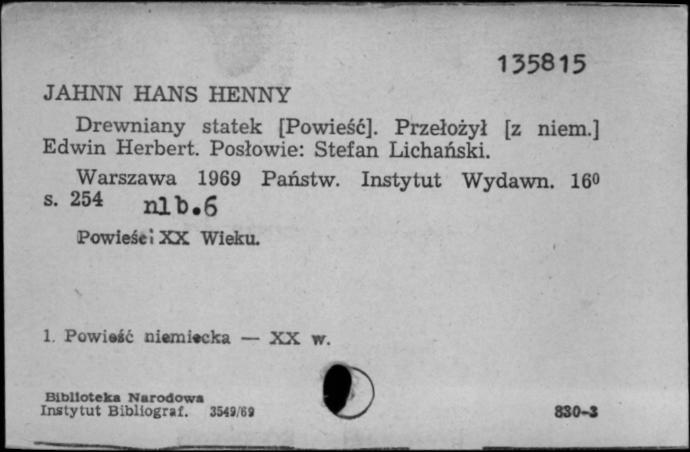 135815
JAHNN HANS HENNY
Drewniany statek [Powieść]. Przełożył [z niem.]
Edwin Herbert. Posłowie: Stefan Lichański.
Warszawa 1969 Państw. Instytut Wydawn. 16⁰
s. 254 nlb.6
Powieści XX Wieku.
1. Powieść niemiecka — XX w.
Biblioteka Narodowa
Instytut Bibliograf. 3549/69
830-3